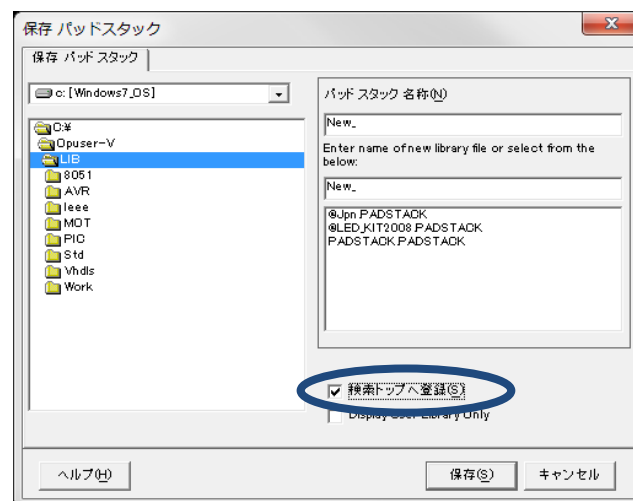 保存 パッドスタック
保存 パッド スタック
c: [Windows7_OS]
C:¥
Opuser-V
LIB
8051
AVR
Ieee
MOT
PIC
Std
Vhdls
Work
パッド スタック 名称(N)
New_
Enter name of new library file or select from the
below:
New_
@Jpn.PADSTACK
@LED_KIT2008.PADSTACK
PADSTACK.PADSTACK
検索トップへ登録(S)
Display User Library Only
ヘルプ(H)
保存(S)
キャンセル